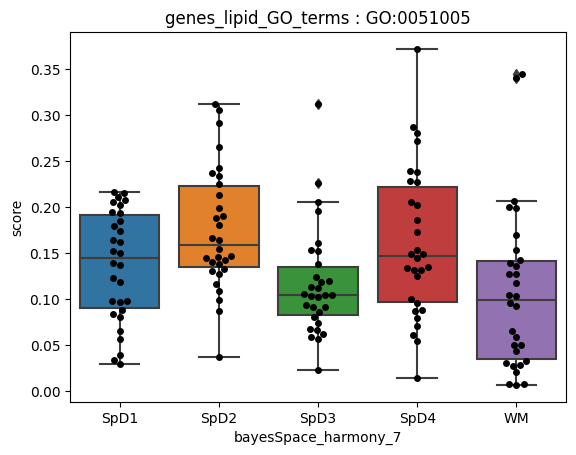 genes_lipid_GO_terms : GO:0051005
0.35
0.30
0.25
0.20
0.15
0.10
0.05
0.00
score
SpD1 SpD2 SpD3 SpD4 WM
bayesSpace_harmony_7